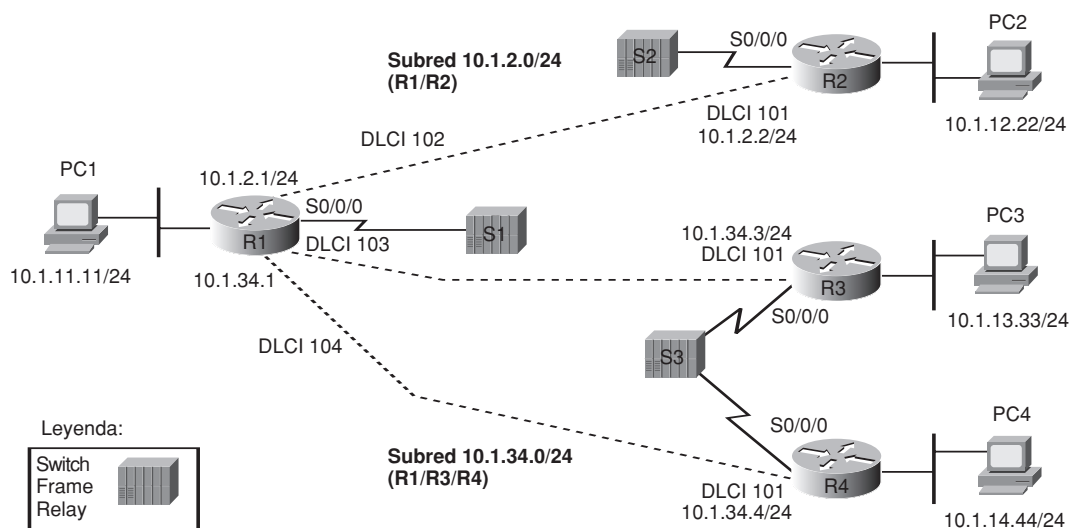 PC2
S0/0/0
S2
Subred 10.1.2.0/24
(R1/R2)
R2
DLCI 101
10.1.2.2/24
10.1.12.22/24
DLCI 102
PC1
10.1.2.1/24
S0/0/0
S1
R1
DLCI 103
10.1.11.11/24
10.1.34.1
PC3
10.1.34.3/24
DLCI 101
R3
S0/0/0
10.1.13.33/24
S3
DLCI 104
PC4
S0/0/0
Leyenda:
Switch
Frame
Relay
Subred 10.1.34.0/24
(R1/R3/R4)
R4
DLCI 101
10.1.34.4/24
10.1.14.44/24